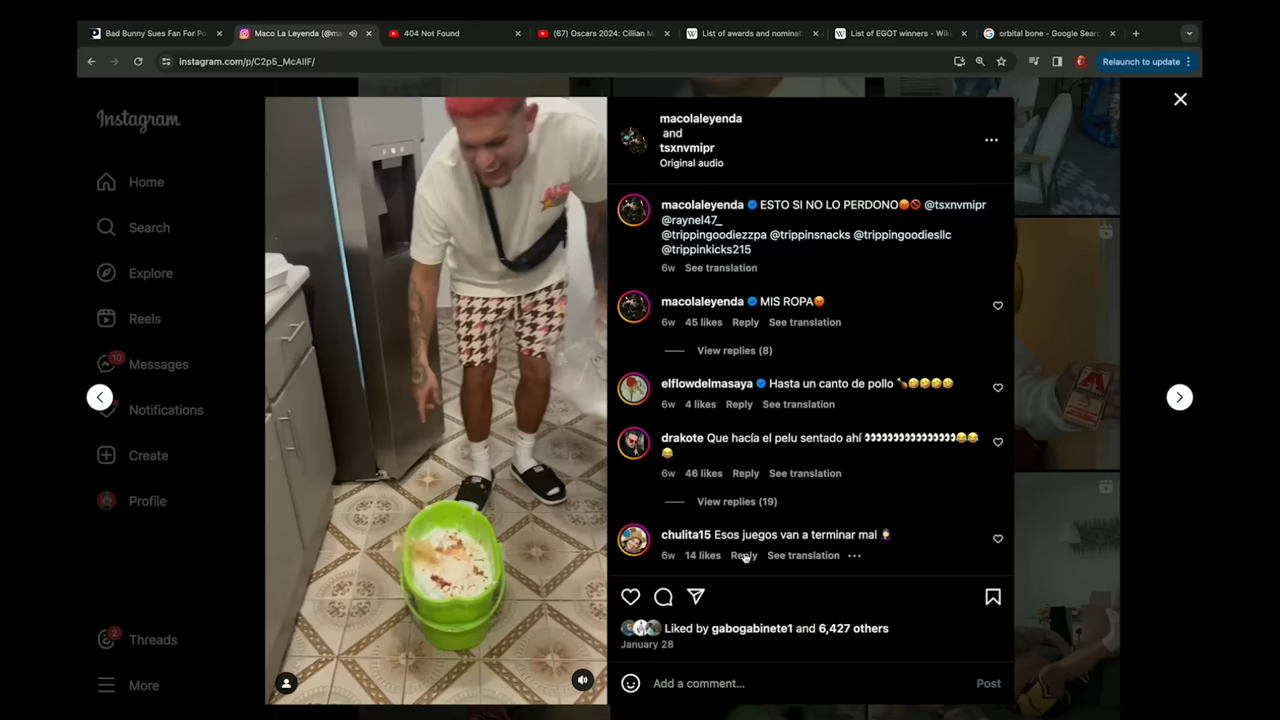 Bad Bunny Sues Fan For Po
Maco La Leyenda (@ma
404 Not Found
(67) Oscars 2024: Cillian M
List of awards and nominat
List of EGOT winners - Wik
orbital bone - Google Sear
instagram.com/p/C2p5_McAIIF/
Relaunch to update
Instagram
Home
Search
Explore
Reels
10
Messages
Notifications
Create
Profile
2
Threads
More
macolaleyenda
and
tsxnvmipr
Original audio
macolaleyenda ESTO SI NO LO PERDONO😡🚫 @tsxnvmipr
@raynel47_
@trippingoodiezzpa @trippinsnacks @trippingoodiesllc
@trippinkicks215
6w See translation
macolaleyenda MIS ROPA😡
6w 45 likes Reply See translation
View replies (8)
elflowdelmasaya Hasta un canto de pollo 🍗🤣🤣🤣🤣
6w 4 likes Reply See translation
drakote Que hacía el pelu sentado ahí 👀👀👀👀👀👀👀👀👀😂😂
😂
6w 46 likes Reply See translation
View replies (19)
chulita15 Esos juegos van a terminar mal 🤦🏻‍♀️
6w 14 likes Reply See translation
Liked by gabogabinete1 and 6,427 others
January 28
Add a comment...
Post